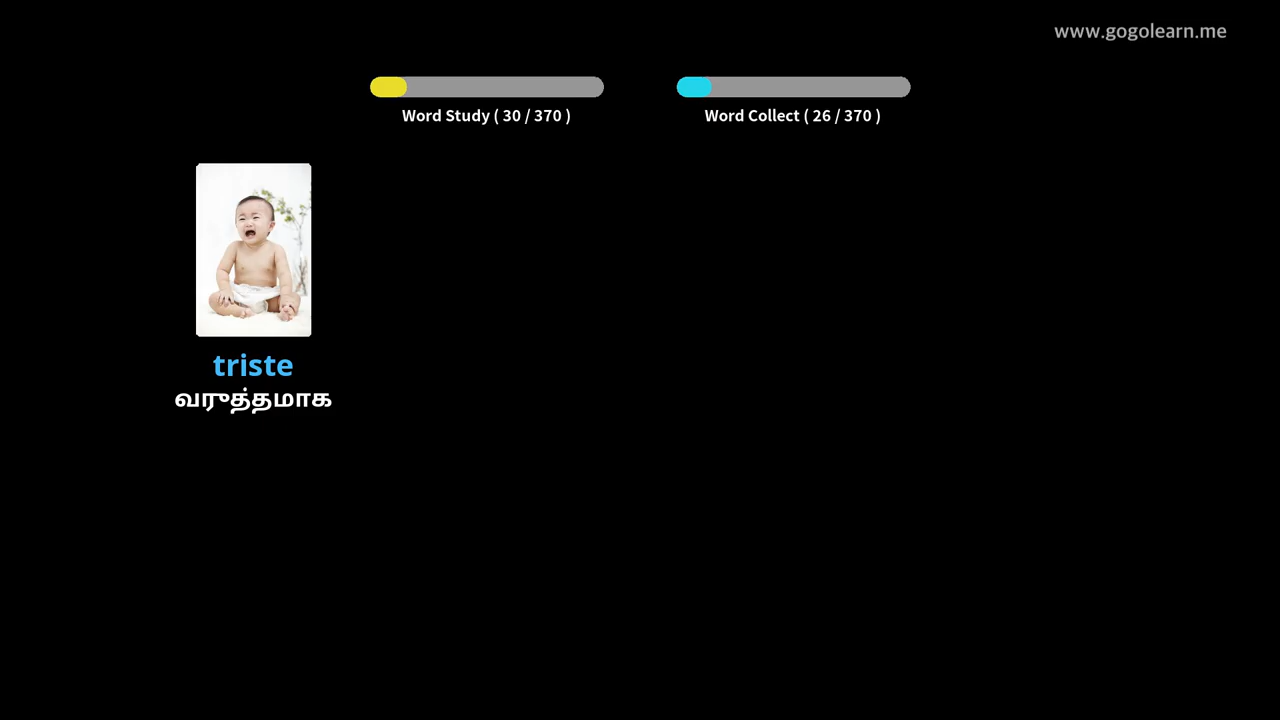 www.gogolearn.me
Word Study ( 30 / 370 )
Word Collect ( 26 / 370 )
triste
வருத்தமாக